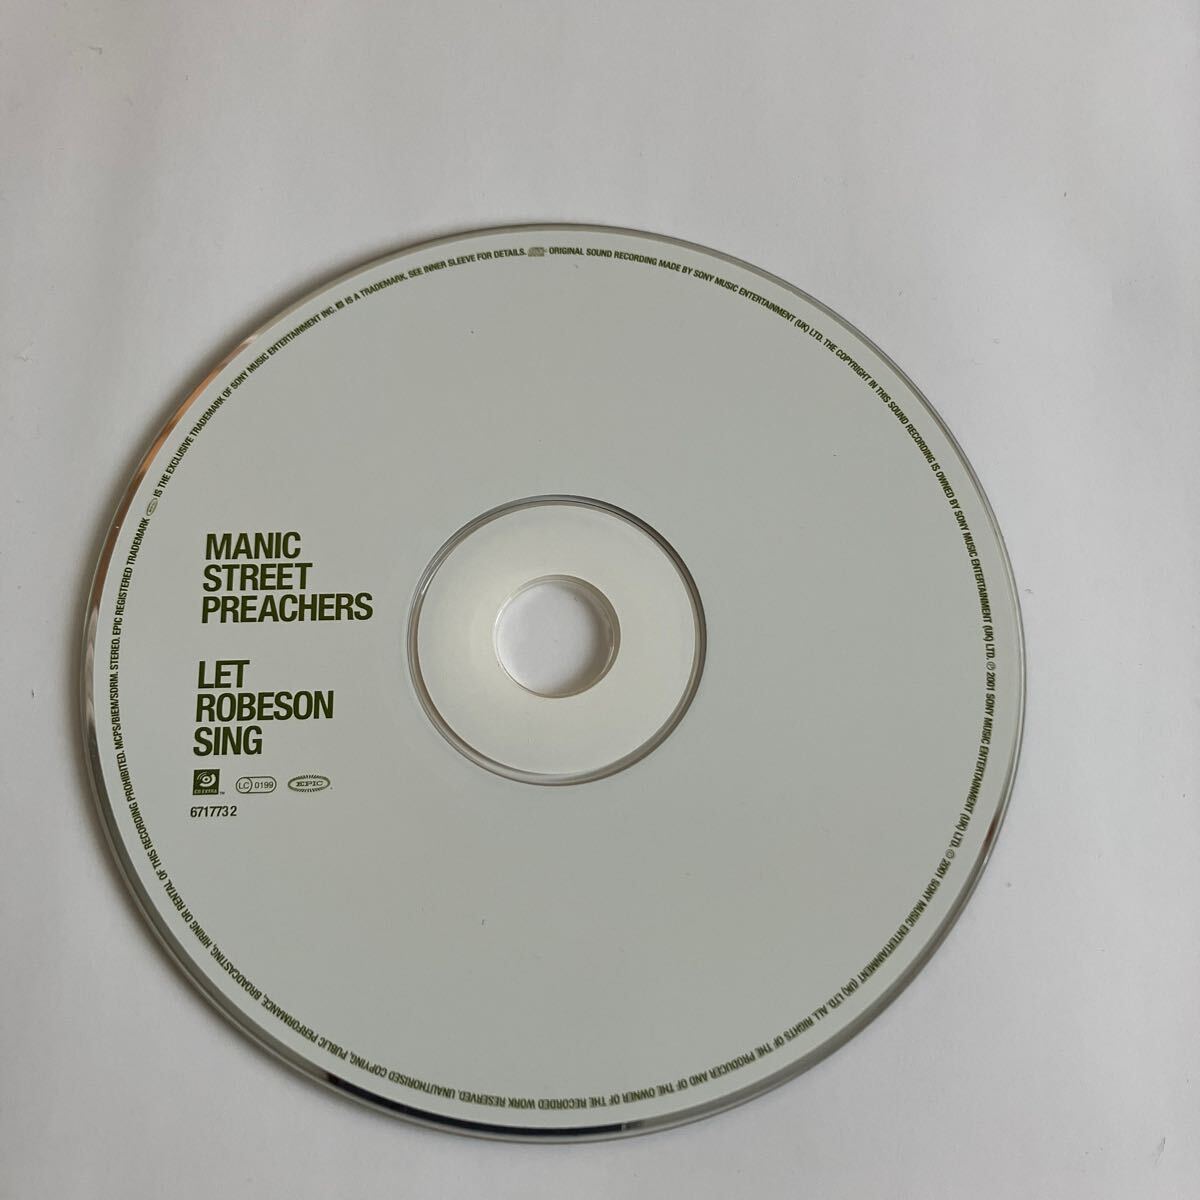 MANIC
STREET
PREACHERS
LET
ROBESON
SING
CD EXTRA TM
LC 0199
EPIC
671773 2
ORIGINAL SOUND RECORDING MADE BY SONY MUSIC ENTERTAINMENT (UK) LTD. THE COPYRIGHT IN THIS SOUND RECORDING IS OWNED BY SONY MUSIC ENTERTAINMENT (UK) LTD. ℗ 2001 SONY MUSIC ENTERTAINMENT (UK) LTD. © 2001 SONY MUSIC ENTERTAINMENT (UK) LTD. ALL RIGHTS OF THE PRODUCER AND OF THE OWNER OF THE RECORDED WORK RESERVED. UNAUTHORISED COPYING, PUBLIC PERFORMANCE, BROADCASTING, HIRING OR RENTAL OF THIS RECORDING PROHIBITED. MCPS/BIEM/SDRM. STEREO. EPIC REGISTERED TRADEMARK EPIC IS THE EXCLUSIVE TRADEMARK OF SONY MUSIC ENTERTAINMENT INC. IS A TRADEMARK. SEE INNER SLEEVE FOR DETAILS.